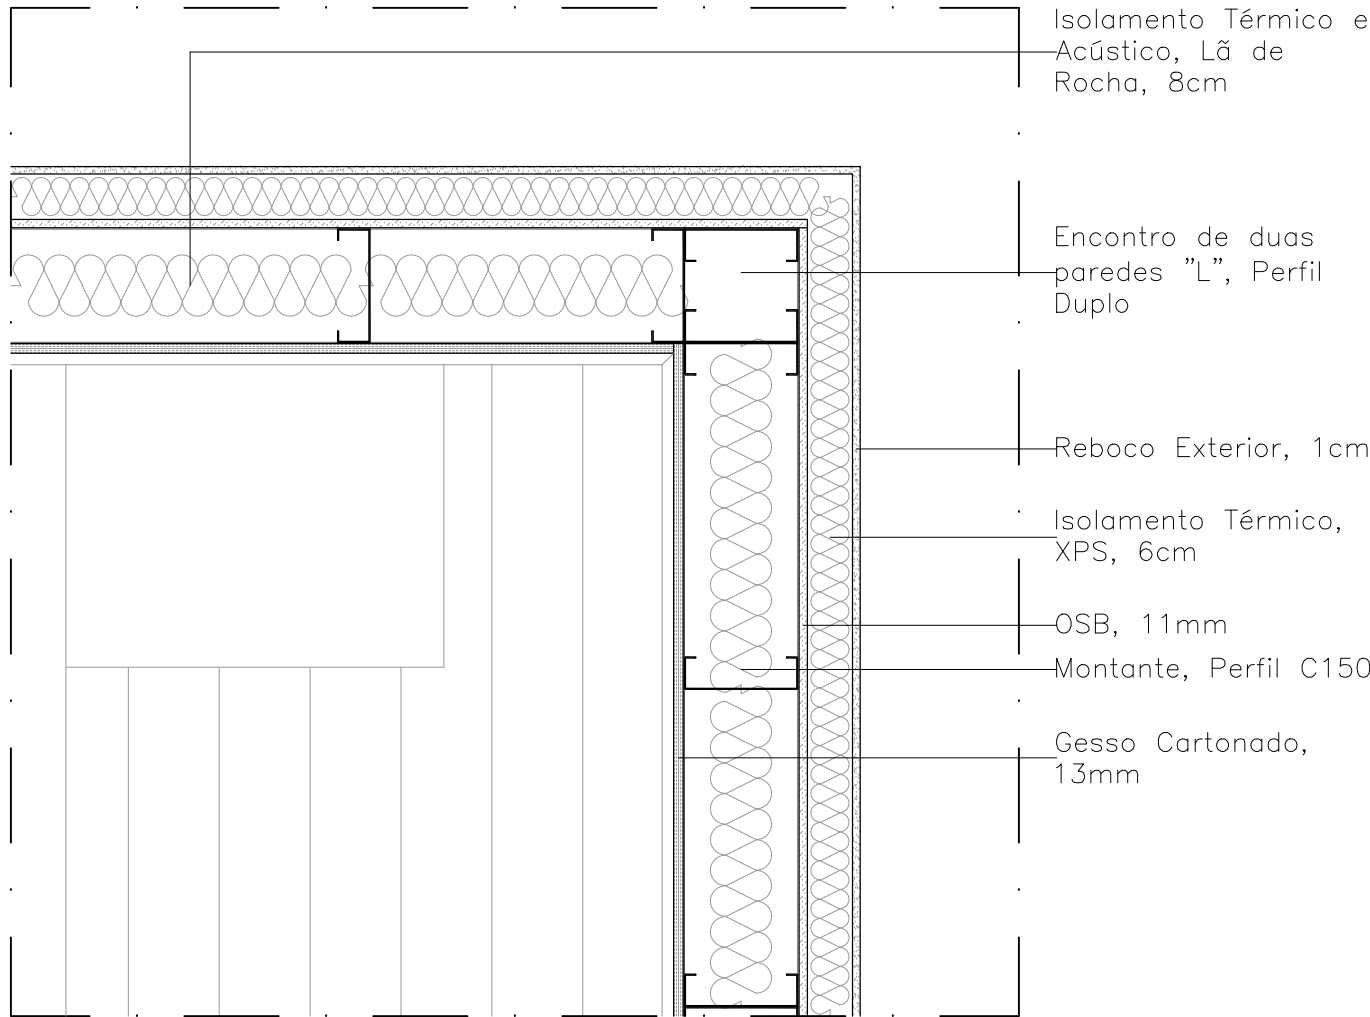 Isolamento Térmico e
Acústico, Lã de
Rocha, 8cm
Encontro de duas
paredes "L", Perfil
Duplo
Reboco Exterior, 1cm
Isolamento Térmico,
XPS, 6cm
OSB, 11mm
Montante, Perfil C150
Gesso Cartonado,
13mm